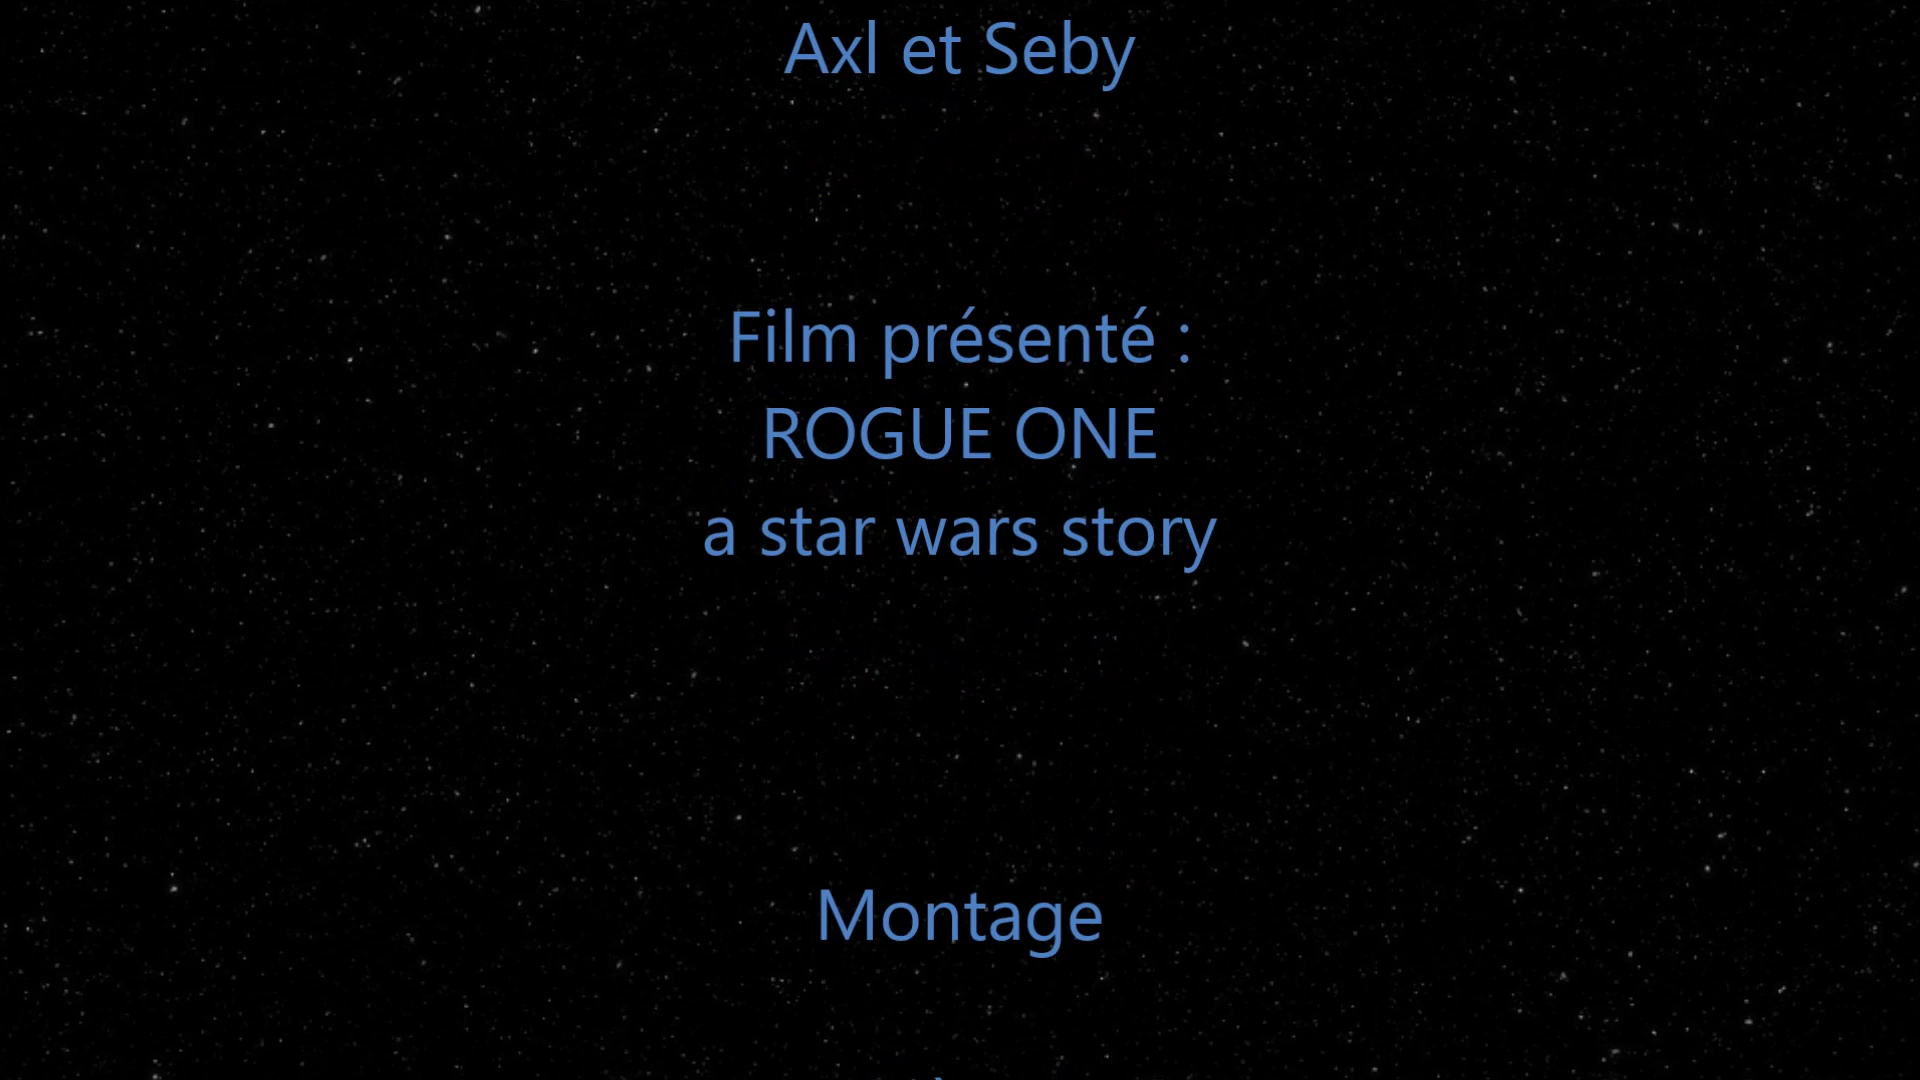 Axl et Seby
Film présenté :
ROGUE ONE
a star wars story
Montage